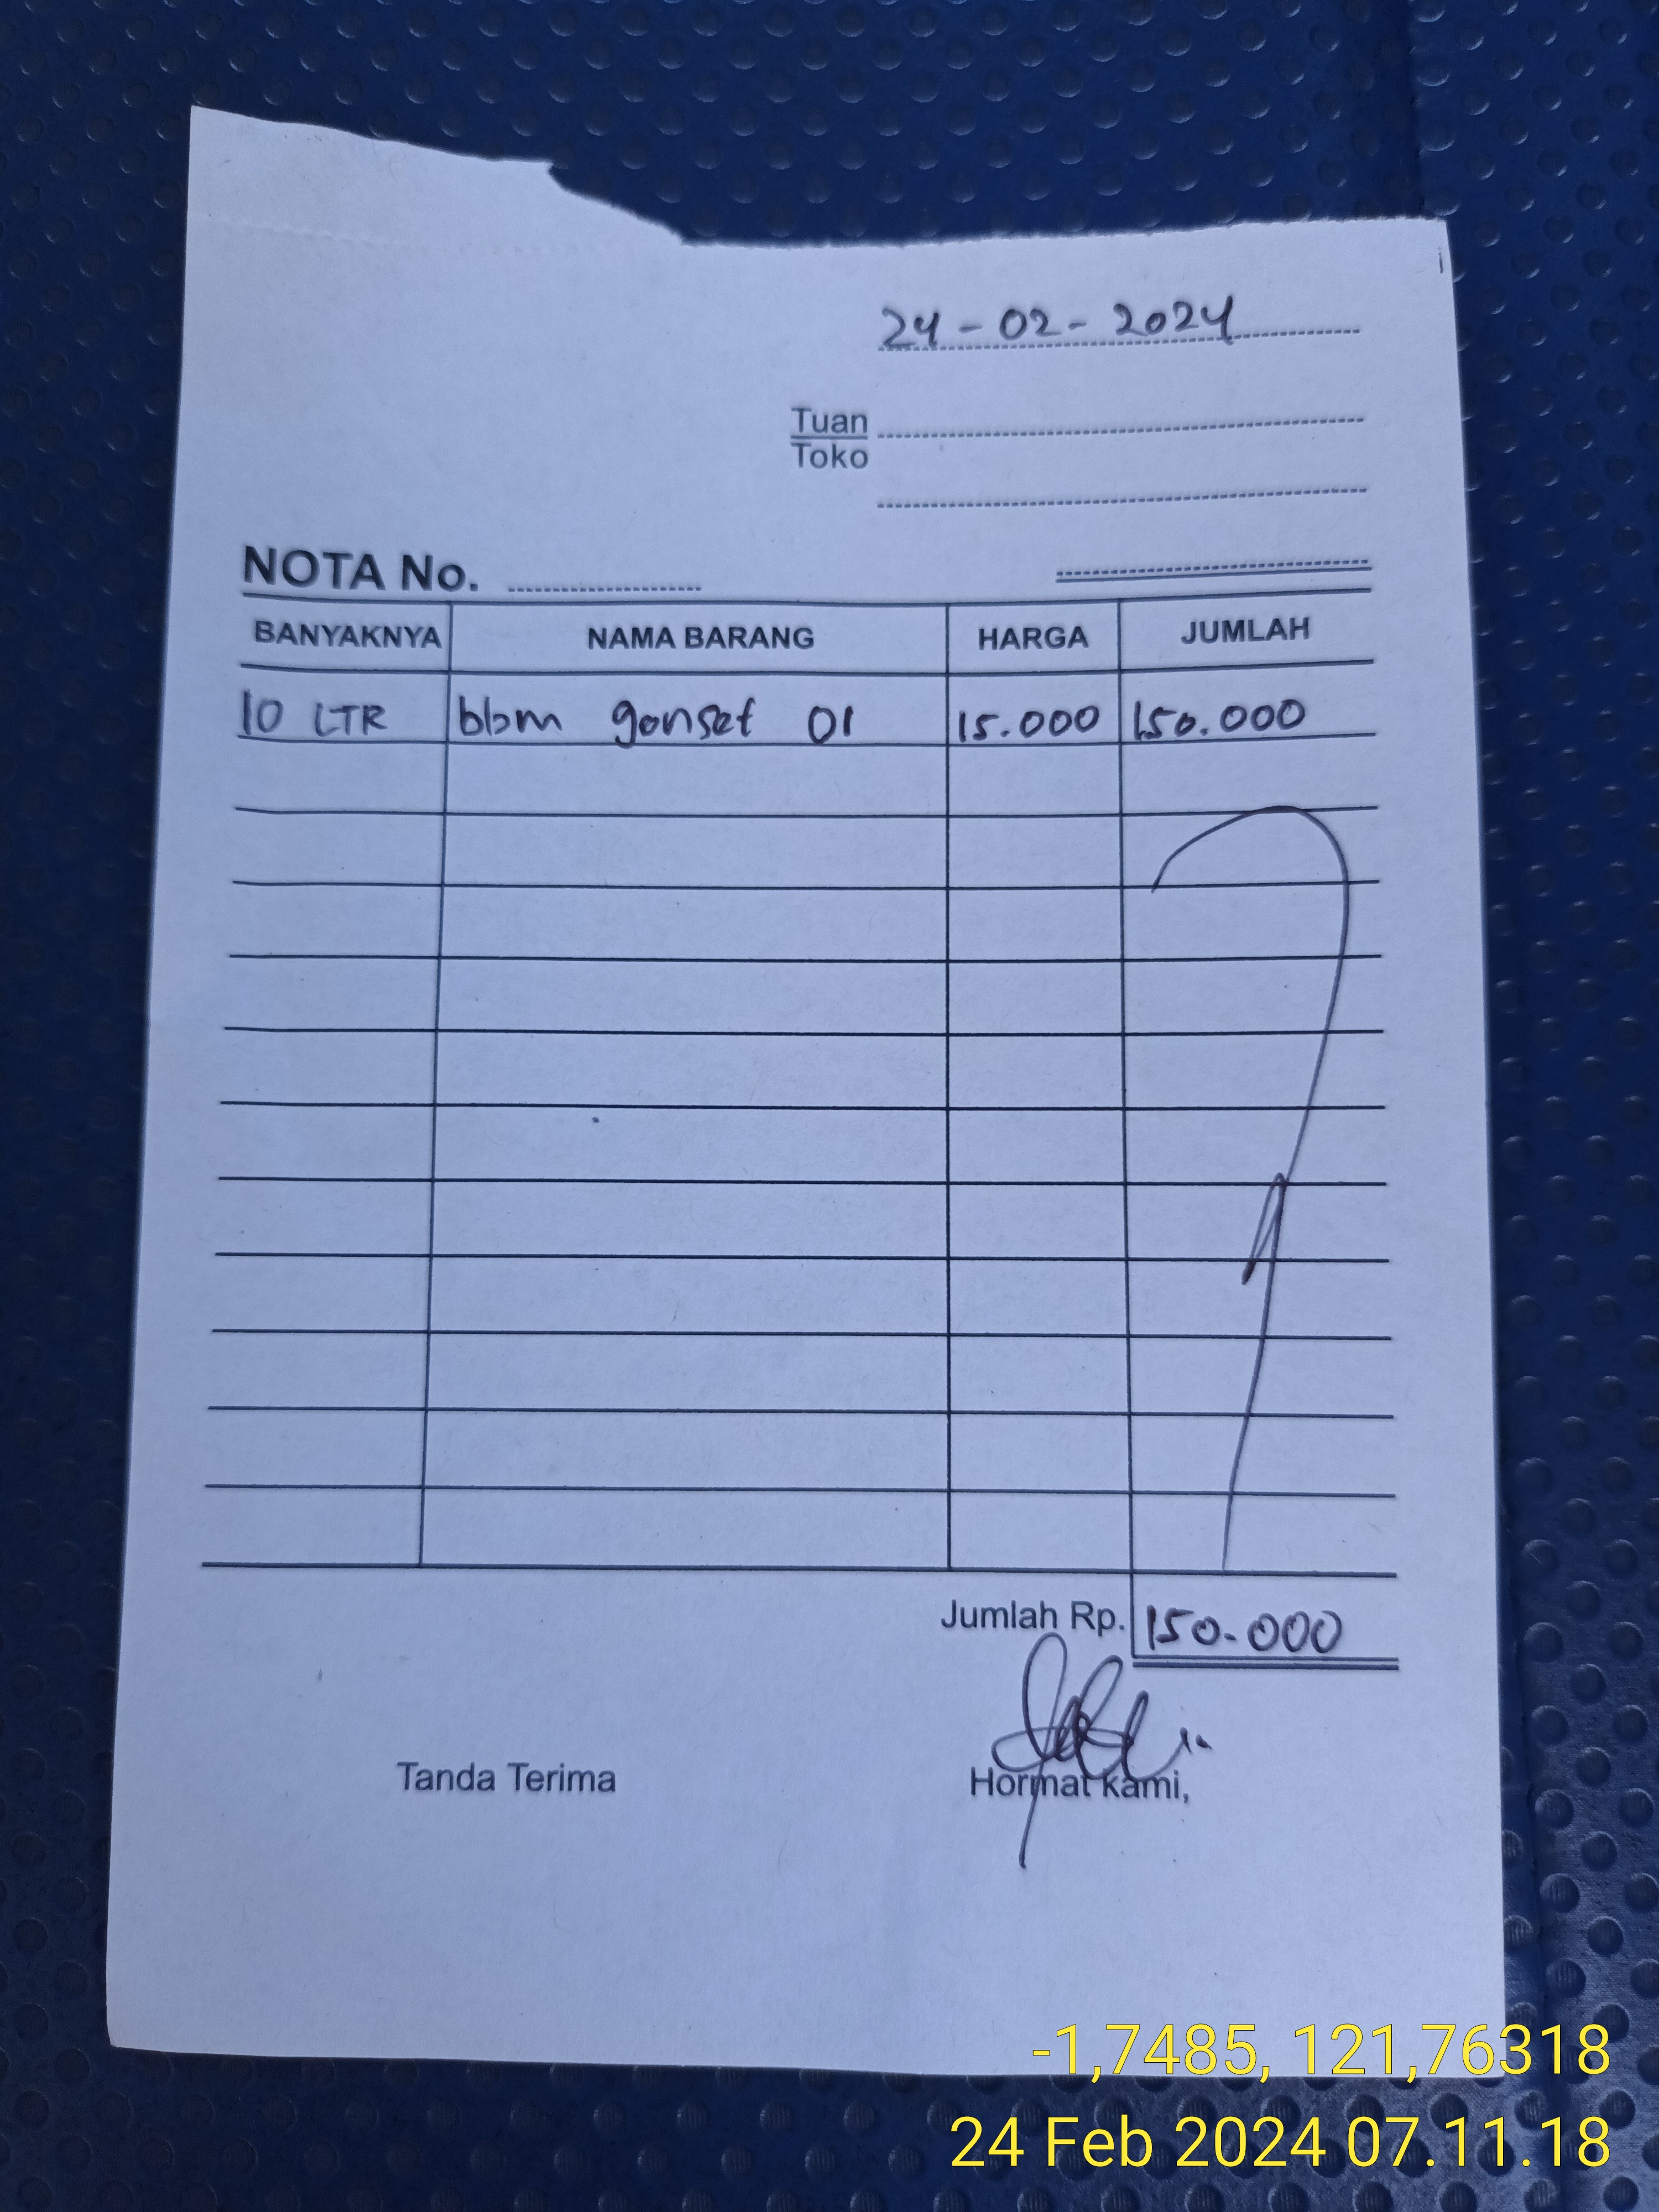 24 - 02 - 2024
Tuan
Toko
NOTA No.
BANYAKNYA NAMA BARANG HARGA JUMLAH
10 LTR bbm genset 01 15.000 150.000
Jumlah Rp. 150.000
Tanda Terima Hormat kami,
-1,7485, 121,76318
24 Feb 2024 07.11.18